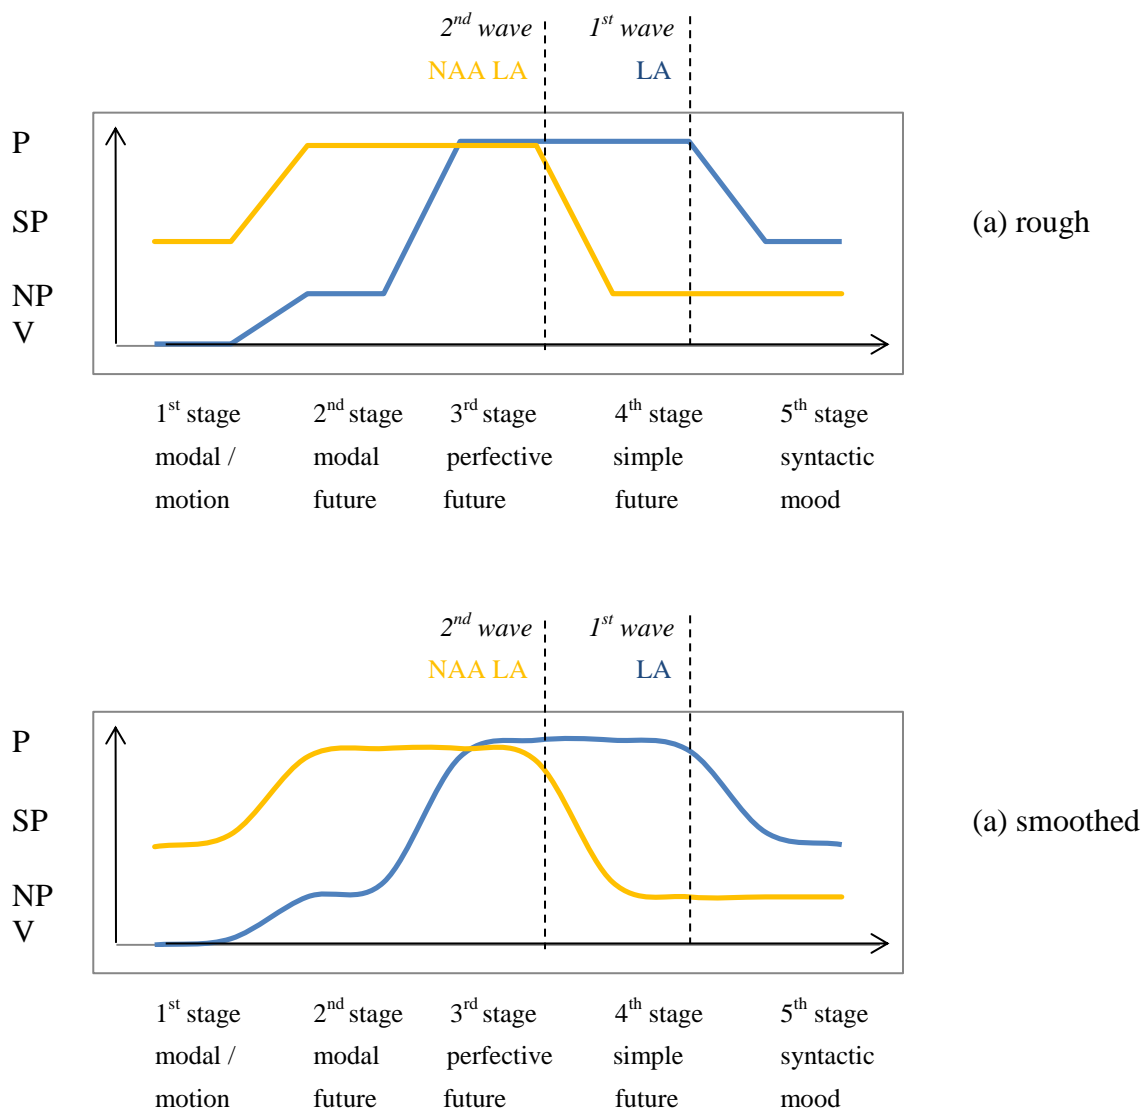 2nd wave 1st wave
NAA LA LA
P
SP
NP
V
(a) rough
1st stage 2nd stage 3rd stage 4th stage 5th stage
modal / modal perfective simple syntactic
motion future future future mood
2nd wave 1st wave
NAA LA LA
P
SP
NP
V
(a) smoothed
1st stage 2nd stage 3rd stage 4th stage 5th stage
modal / modal perfective simple syntactic
motion future future future mood